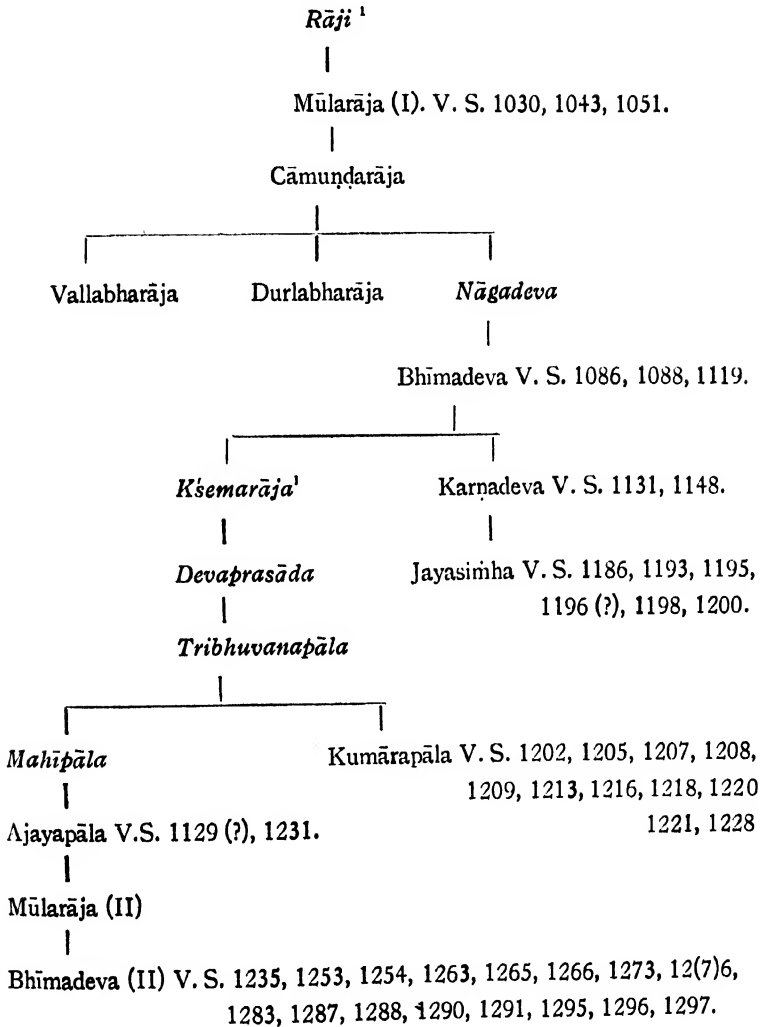 Rāji ¹
Mūlarāja (I). V. S. 1030, 1043, 1051.
Cāmuṇḍarāja
Vallabharāja Durlabharāja Nāgadeva
Bhīmadeva V. S. 1086, 1088, 1119.
Kśemarāja¹ Karṇadeva V. S. 1131, 1148.
Devaprasāda Jayasiṁha V. S. 1186, 1193, 1195,
1196 (?), 1198, 1200.
Tribhuvanapāla
Mahīpāla Kumārapāla V. S. 1202, 1205, 1207, 1208,
1209, 1213, 1216, 1218, 1220
Ajayapāla V.S. 1129 (?), 1231. 1221, 1228
Mūlarāja (II)
Bhīmadeva (II) V. S. 1235, 1253, 1254, 1263, 1265, 1266, 1273, 12(7)6,
1283, 1287, 1288, 1290, 1291, 1295, 1296, 1297.